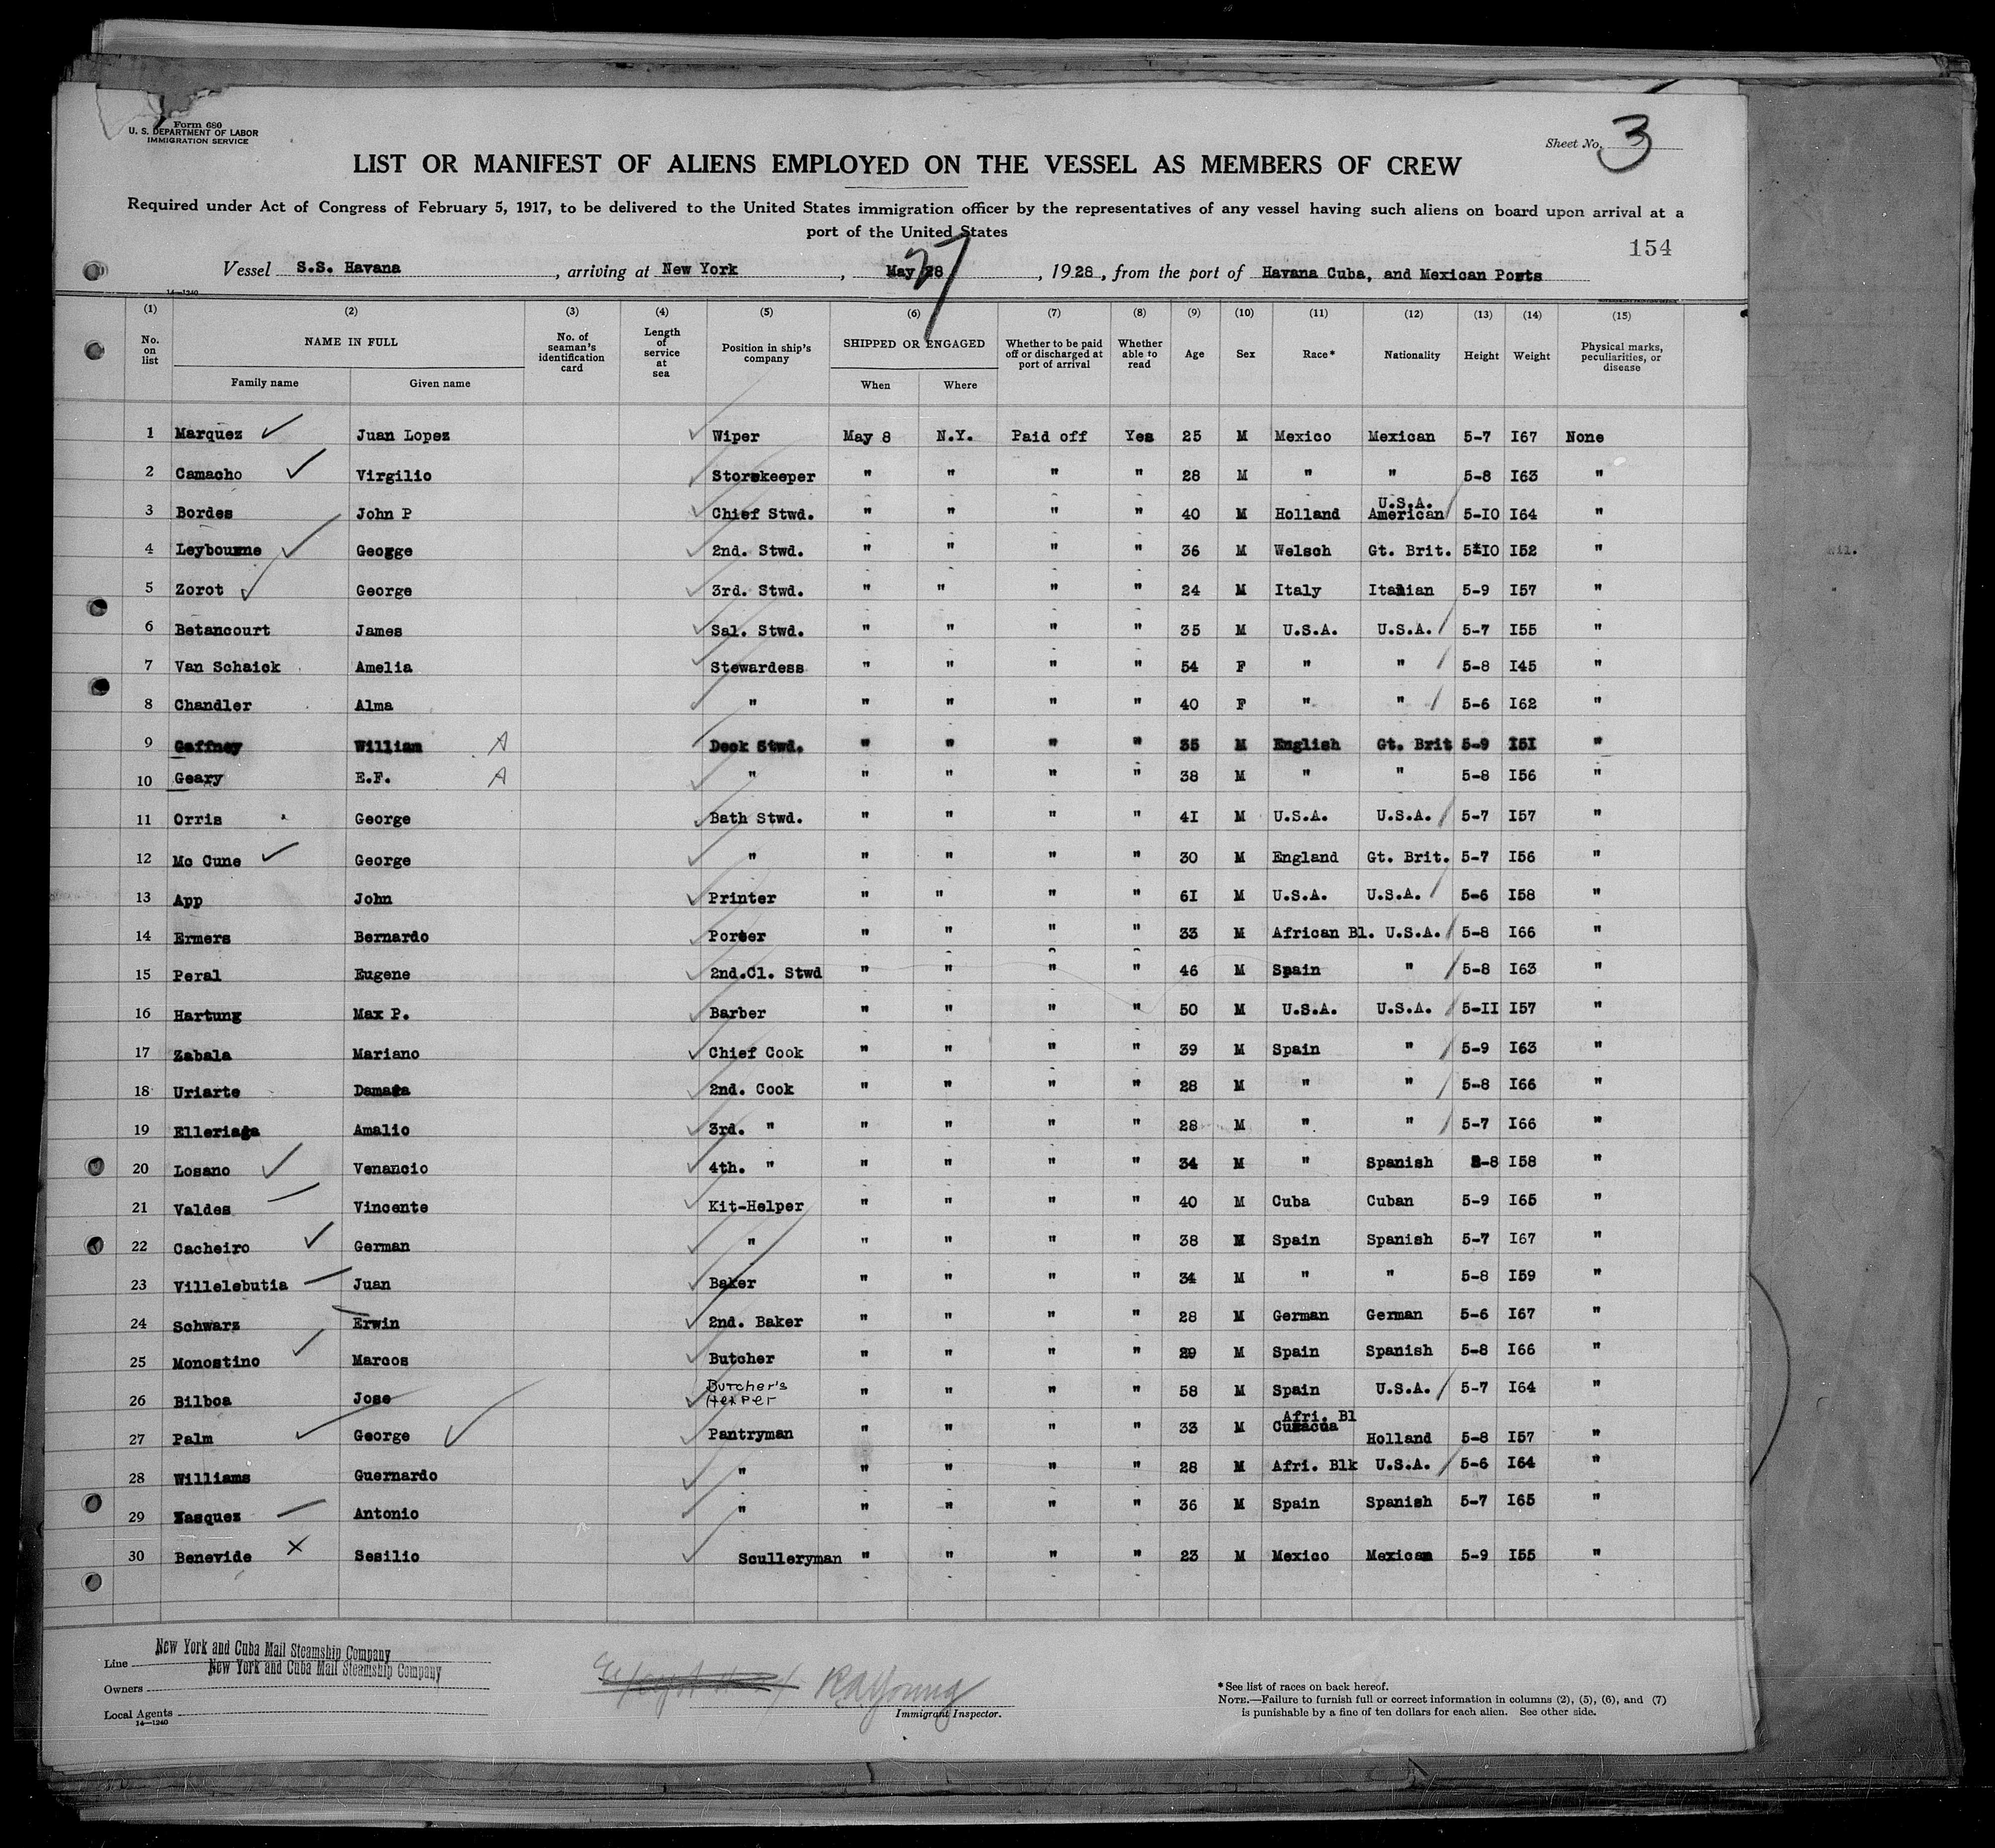 Form 680
U. S. DEPARTMENT OF LABOR
IMMIGRATION SERVICE
Sheet No. 3
LIST OR MANIFEST OF ALIENS EMPLOYED ON THE VESSEL AS MEMBERS OF CREW
Required under Act of Congress of February 5, 1917, to be delivered to the United States immigration officer by the representatives of any vessel having such aliens on board upon arrival at a
port of the United States
154
Vessel S.S. Havana, arriving at New York, May 28 27, 1928, from the port of Havana Cuba, and Mexican Ports
14—1240
(1) (2) (3) (4) (5) (6) (7) (8) (9) (10) (11) (12) (13) (14) (15)
No. on list NAME IN FULL No. of seaman's identification card Length of service at sea Position in ship's company SHIPPED OR ENGAGED Whether to be paid off or discharged at port of arrival Whether able to read Age Sex Race* Nationality Height Weight Physical marks, peculiarities, or disease
Family name Given name When Where
1 Marquez Juan Lopez Wiper May 8 N.Y. Paid off Yes 25 M Mexico Mexican 5-7 I67 None
2 Camacho Virgilio Storekeeper " " " " 28 M " " 5-8 I63 "
3 Bordes John P Chief Stwd. " " " " 40 M Holland U.S.A. American 5-IO I64 "
4 Leybourne George 2nd. Stwd. " " " " 36 M Welsch Gt. Brit. 5-IO I52 "
5 Zorot George 3rd. Stwd. " " " " 24 M Italy Italian 5-9 I57 "
6 Betancourt James Sal. Stwd. " " " " 35 M U.S.A. U.S.A. 5-7 I55 "
7 Van Schaick Amelia Stewardess " " " " 54 F " " 5-8 I45 "
8 Chandler Alma " " " " " 40 F " " 5-6 I62 "
9 Gaffney William A Deck Stwd. " " " " 35 M English Gt. Brit 5-9 I5I "
10 Geary E.F. A " " " " " 38 M " " 5-8 I56 "
11 Orris George Bath Stwd. " " " " 4I M U.S.A. U.S.A. 5-7 I57 "
12 Mc Cune George " " " " " 30 M England Gt. Brit. 5-7 I56 "
13 App John Printer " " " " 6I M U.S.A. U.S.A. 5-6 I58 "
14 Ermers Bernardo Porter " " " " 33 M African Bl. U.S.A. 5-8 I66 "
15 Peral Eugene 2nd.Cl. Stwd " " " " 46 M Spain " 5-8 I63 "
16 Hartung Max P. Barber " " " " 50 M U.S.A. U.S.A. 5-II I57 "
17 Zabala Mariano Chief Cook " " " " 39 M Spain " 5-9 I63 "
18 Uriarte 2nd. Cook " " " " 28 M " " 5-8 I66 "
19 Elleriaga Amalio 3rd. " " " " " 28 M " " 5-7 I66 "
20 Losano Venancio 4th. " " " " " 34 M " Spanish -8 I58 "
21 Valdes Vincente Kit-Helper " " " " 40 M Cuba Cuban 5-9 I65 "
22 Cacheiro German " " " " " 38 M Spain Spanish 5-7 I67 "
23 Villelebutia Juan Baker " " " " 34 M " " 5-8 I59 "
24 Schwarz Erwin 2nd. Baker " " " " 28 M German German 5-6 I67 "
25 Monostino Marcos Butcher " " " " 29 M Spain Spanish 5-8 I66 "
26 Bilboa Jose Butcher's Helper " " " " 58 M Spain U.S.A. 5-7 I64 "
27 Palm George Pantryman " " " " 33 M Afri. Bl Curacua Holland 5-8 I57 "
28 Williams Guernardo " " " " " 28 M Afri. Blk U.S.A. 5-6 I64 "
29 Vasquez Antonio " " " " " 36 M Spain Spanish 5-7 I65 "
30 Benevide X Sesilio Sculleryman " " " " 23 M Mexico Mexican 5-9 I55 "
Line New York and Cuba Mail Steamship Company
Owners New York and Cuba Mail Steamship Company
Local Agents
14—1240
RA Young
Immigrant Inspector.
* See list of races on back hereof.
NOTE.—Failure to furnish full or correct information in columns (2), (5), (6), and (7)
is punishable by a fine of ten dollars for each alien. See other side.